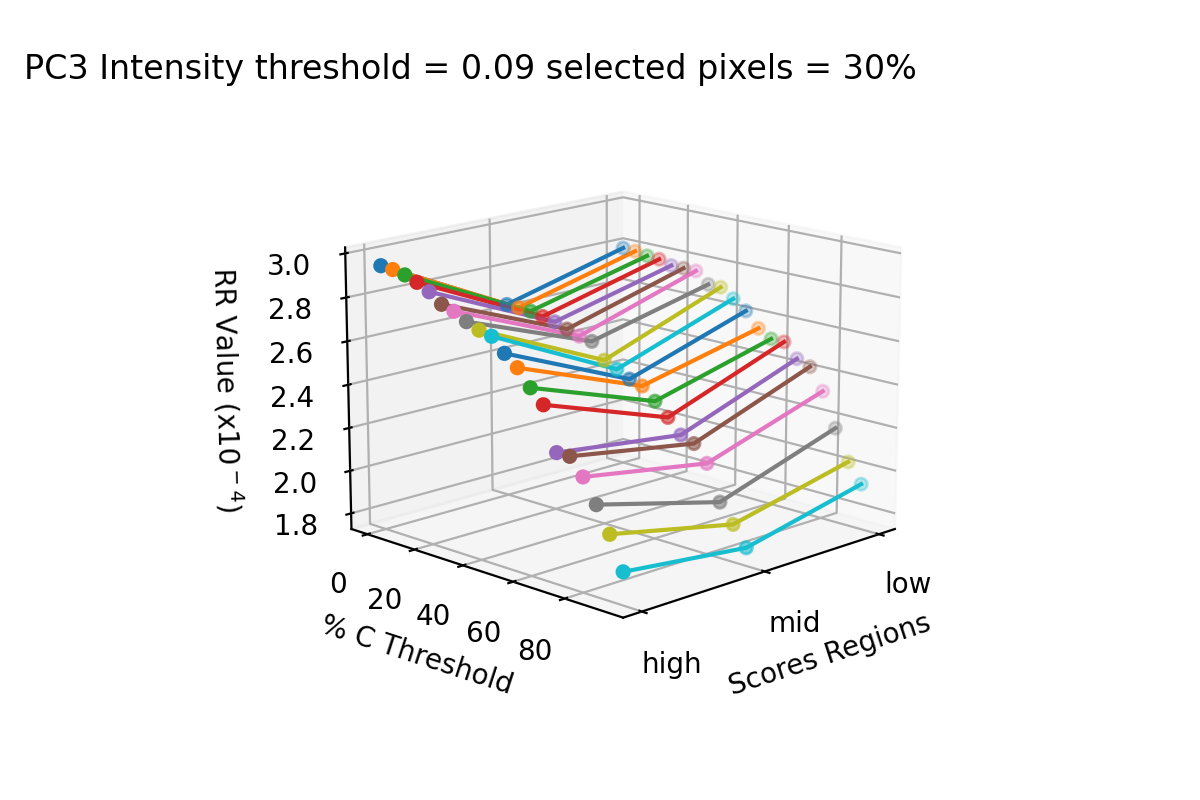 PC3 Intensity threshold = 0.09 selected pixels = 30%
3.0
2.8
2.6
2.4
2.2
2.0
1.8
RR Value (x10⁻⁴)
0
20
40
60
80
% C Threshold
high
mid
low
Scores Regions